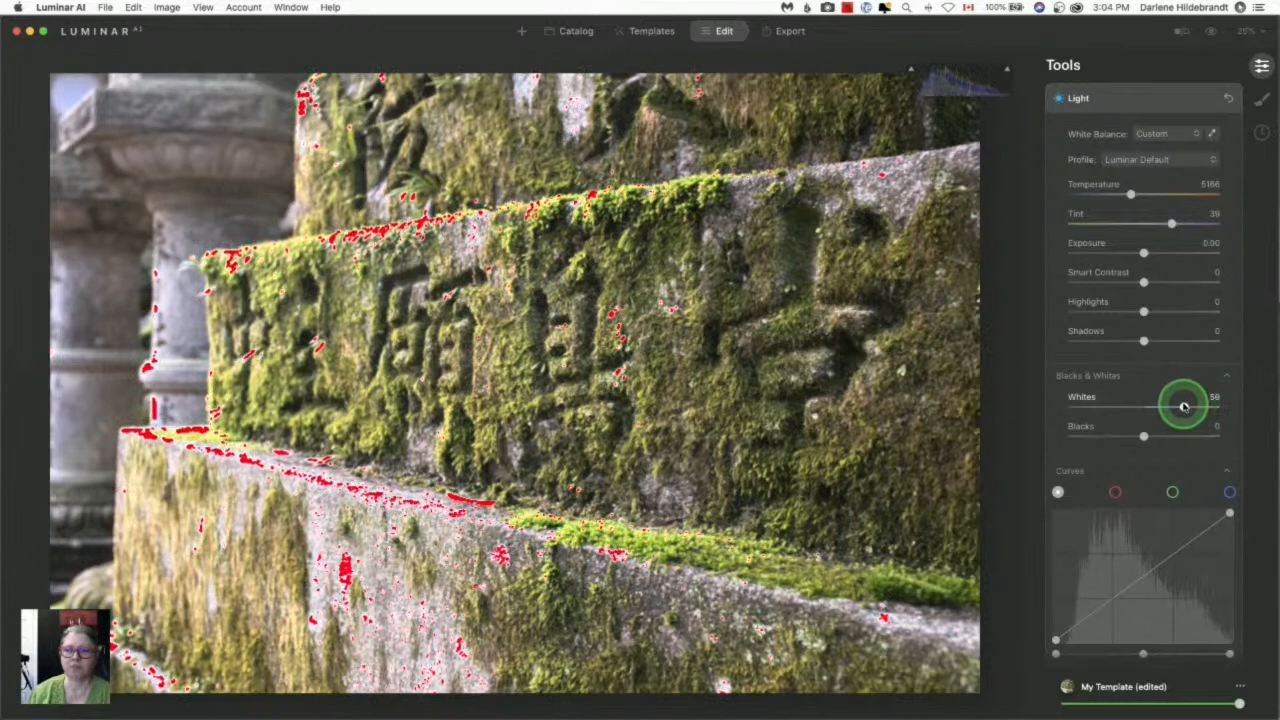 Luminar AI File Edit Image View Account Window Help 100% 3:04 PM Darlene Hildebrandt
LUMINAR AI Catalog Templates Edit Export 25%
Tools
Light
White Balance: Custom
Profile: Luminar Default
Temperature 5166
Tint 39
Exposure 0.00
Smart Contrast 0
Highlights 0
Shadows 0
Blacks & Whites
Whites
Blacks 0
Curves
My Template (edited)